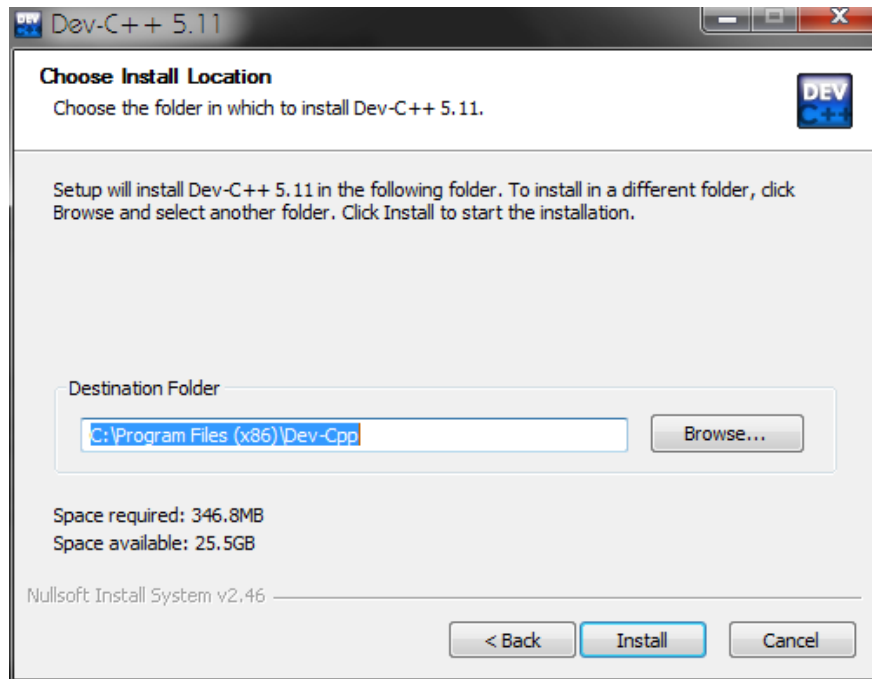 Dev-C++ 5.11
Choose Install Location
Choose the folder in which to install Dev-C++ 5.11.
DEV
C++
Setup will install Dev-C++ 5.11 in the following folder. To install in a different folder, click
Browse and select another folder. Click Install to start the installation.
Destination Folder
C:\Program Files (x86)\Dev-Cpp
Browse...
Space required: 346.8MB
Space available: 25.5GB
Nullsoft Install System v2.46
< Back
Install
Cancel